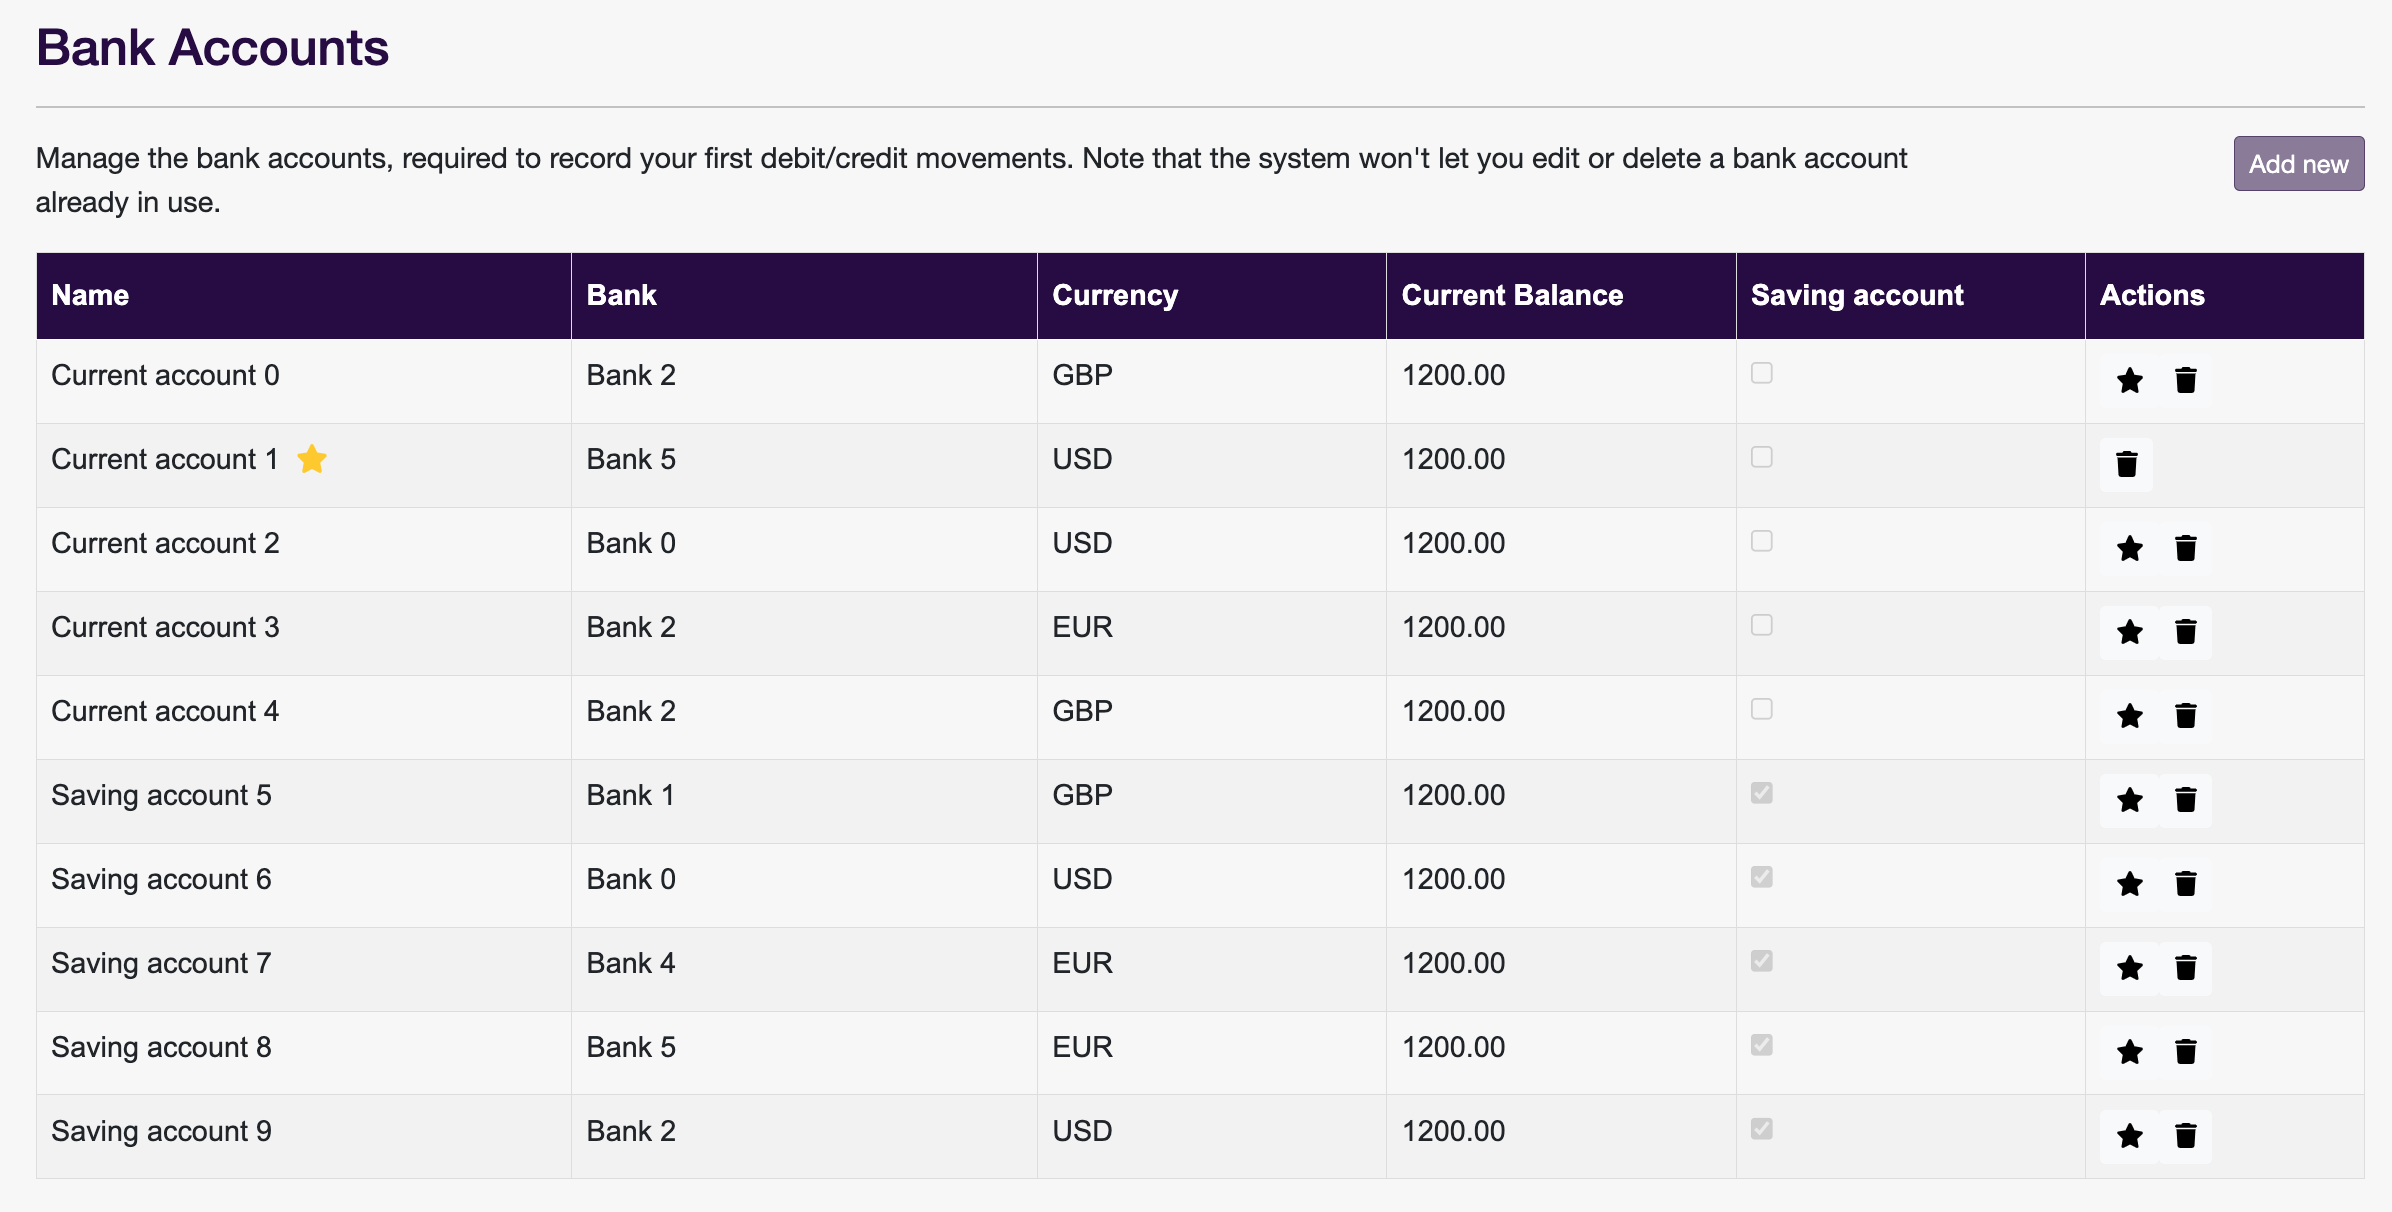 Bank Accounts
Manage the bank accounts, required to record your first debit/credit movements. Note that the system won't let you edit or delete a bank account
already in use.
Add new
Name Bank Currency Current Balance Saving account Actions
Current account 0 Bank 2 GBP 1200.00
Current account 1 Bank 5 USD 1200.00
Current account 2 Bank 0 USD 1200.00
Current account 3 Bank 2 EUR 1200.00
Current account 4 Bank 2 GBP 1200.00
Saving account 5 Bank 1 GBP 1200.00
Saving account 6 Bank 0 USD 1200.00
Saving account 7 Bank 4 EUR 1200.00
Saving account 8 Bank 5 EUR 1200.00
Saving account 9 Bank 2 USD 1200.00